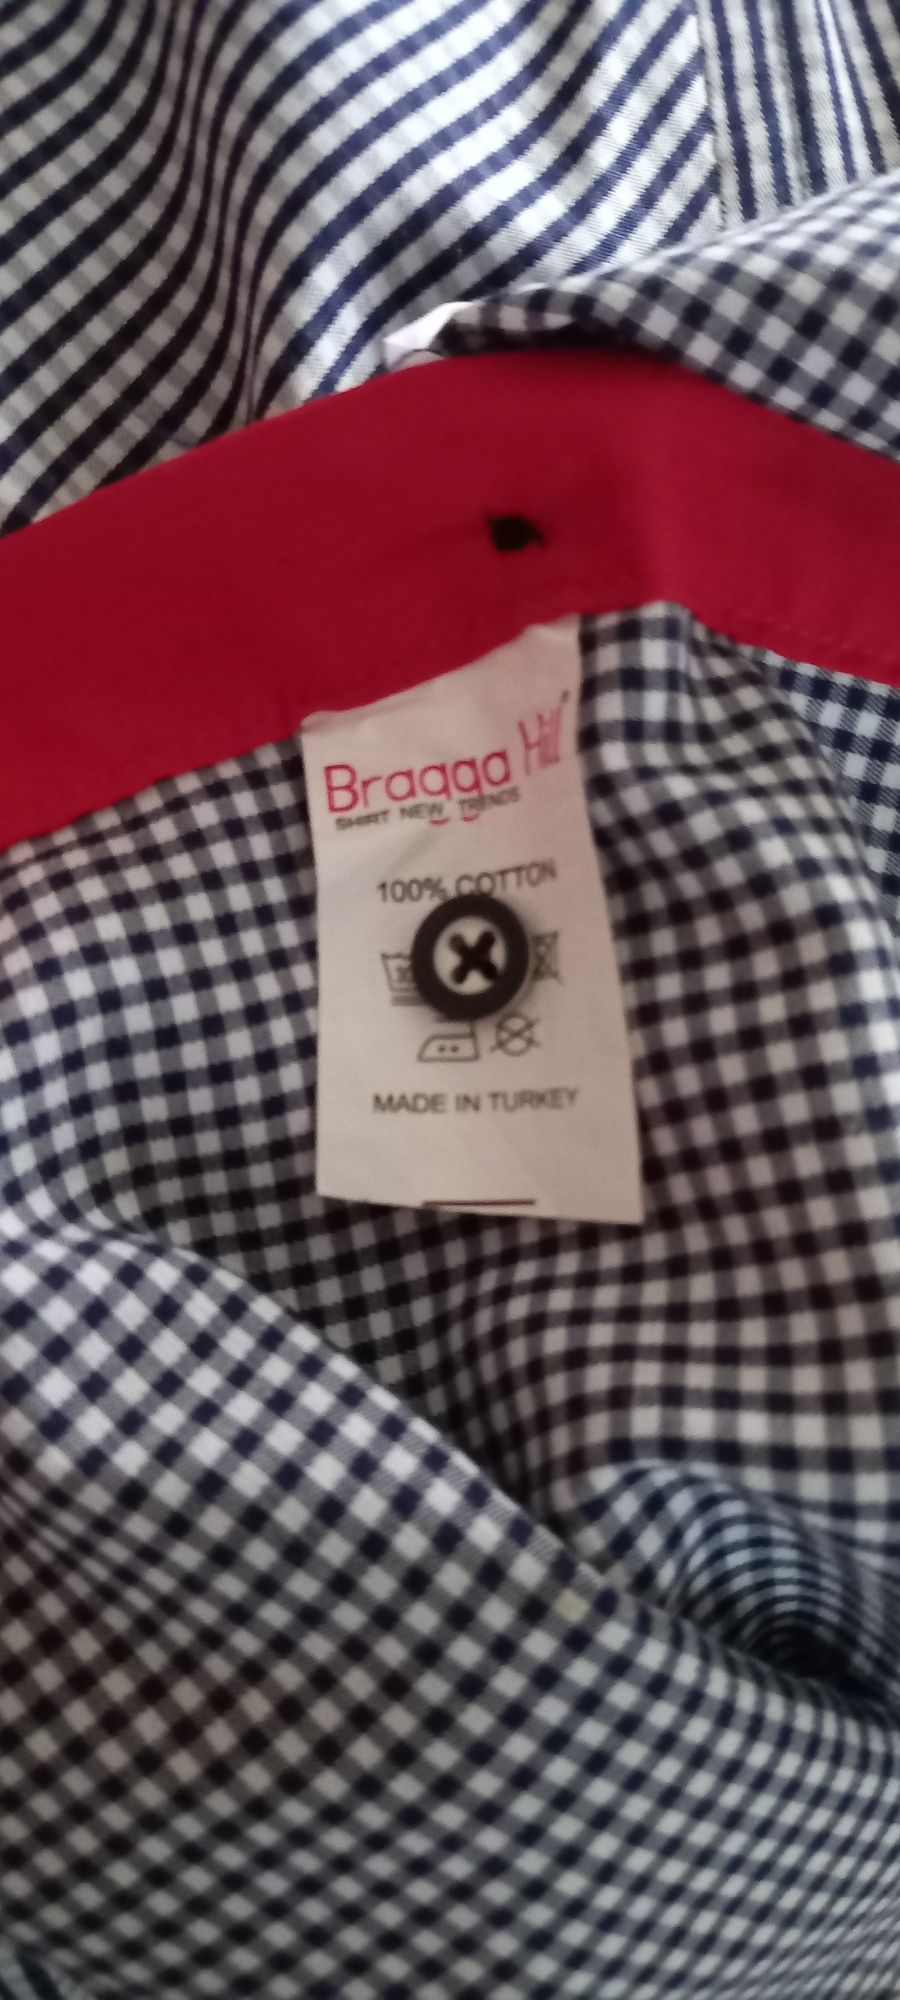 Bragga Hill
SHIRT NEW TRENDS
100% COTTON
MADE IN TURKEY